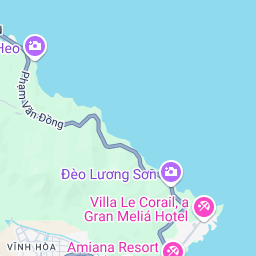 Heo
Phạm Văn Đồng
Đèo Lương Sơn
Villa Le Corail, a
Gran Meliá Hotel
VĨNH HÒA
Amiana Resort